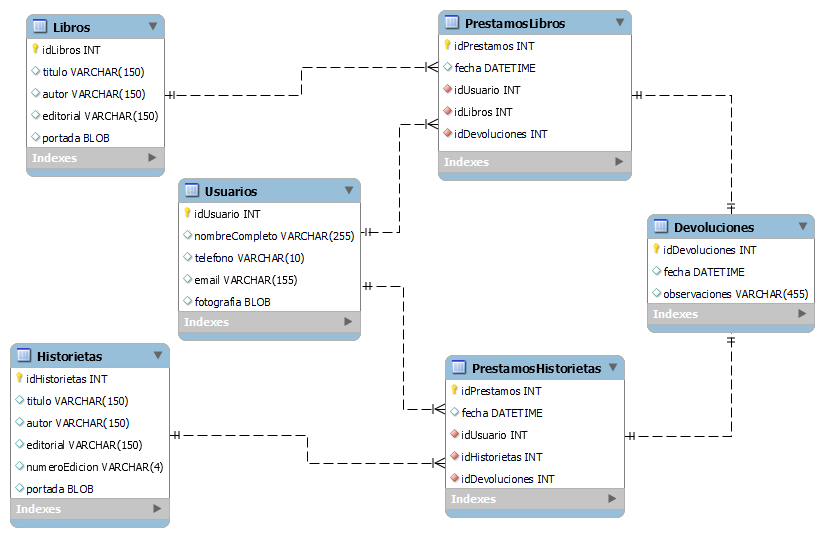 Libros
idLibros INT
titulo VARCHAR(150)
autor VARCHAR(150)
editorial VARCHAR(150)
portada BLOB
Indexes
PrestamosLibros
idPrestamos INT
fecha DATETIME
idUsuario INT
idLibros INT
idDevoluciones INT
Indexes
Usuarios
idUsuario INT
nombreCompleto VARCHAR(255)
telefono VARCHAR(10)
email VARCHAR(155)
fotografia BLOB
Indexes
Devoluciones
idDevoluciones INT
fecha DATETIME
observaciones VARCHAR(455)
Indexes
Historietas
idHistorietas INT
titulo VARCHAR(150)
autor VARCHAR(150)
editorial VARCHAR(150)
numeroEdicion VARCHAR(4)
portada BLOB
Indexes
PrestamosHistorietas
idPrestamos INT
fecha DATETIME
idUsuario INT
idHistorietas INT
idDevoluciones INT
Indexes